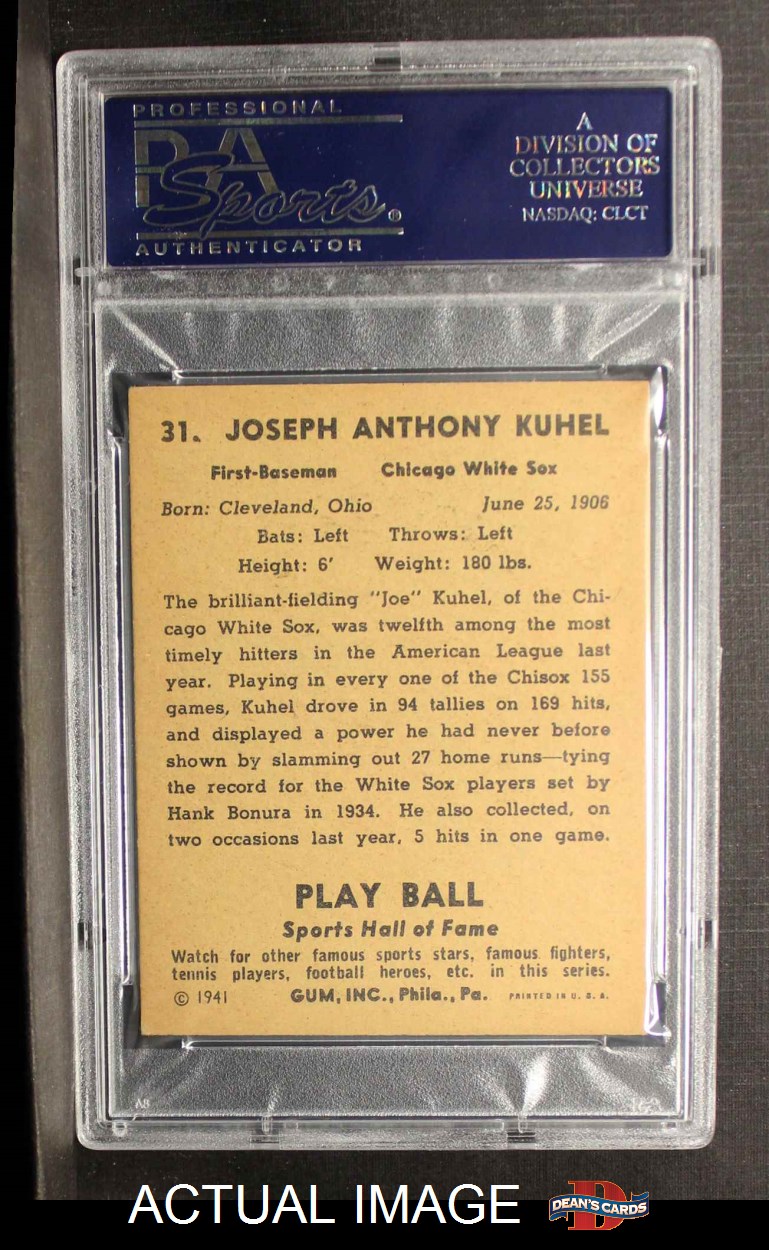 PROFESSIONAL
PSA
Sports®
AUTHENTICATOR
A
DIVISION OF
COLLECTORS
UNIVERSE
NASDAQ: CLCT
31. JOSEPH ANTHONY KUHEL
First-Baseman Chicago White Sox
Born: Cleveland, Ohio June 25, 1906
Bats: Left Throws: Left
Height: 6' Weight: 180 lbs.
The brilliant-fielding "Joe" Kuhel, of the Chi-
cago White Sox, was twelfth among the most
timely hitters in the American League last
year. Playing in every one of the Chisox 155
games, Kuhel drove in 94 tallies on 169 hits,
and displayed a power he had never before
shown by slamming out 27 home runs—tying
the record for the White Sox players set by
Hank Bonura in 1934. He also collected, on
two occasions last year, 5 hits in one game.
PLAY BALL
Sports Hall of Fame
Watch for other famous sports stars, famous fighters,
tennis players, football heroes, etc. in this series.
© 1941 GUM, INC., Phila., Pa. PRINTED IN U. S. A.
ACTUAL IMAGE
DEAN'S CARDS